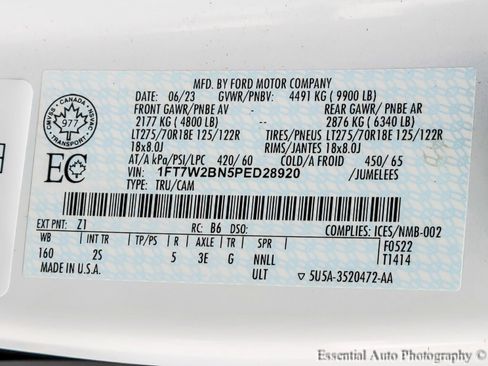 MFD. BY FORD MOTOR COMPANY
DATE: 06/23 GVWR/PNBV: 4491 KG ( 9900 LB)
FRONT GAWR/PNBE AV REAR GAWR/ PNBE AR
2177 KG ( 4800 LB) 2876 KG ( 6340 LB)
LT275/70R18E 125/122R TIRES/PNEUS LT275/70R18E 125/122R
18x8.0J RIMS/JANTES 18x8.0J
AT/A kPa/PSI/LPC 420/ 60 COLD/A FROID 450/ 65
VIN: 1FT7W2BN5PED28920 /JUMELEES
TYPE: TRU/CAM
CMVSS · CANADA · NSVAC
977
TRANSPORT
EC
EXT PNT: Z1 RC: B6 DSO: COMPLIES: ICES/NMB-002
WB INT TR TP/PS R AXLE TR SPR F0522
160 2S 5 3E G NNLL T1414
MADE IN U.S.A. ULT ▽ 5U5A-3520472-AA
Essential Auto Photography ©